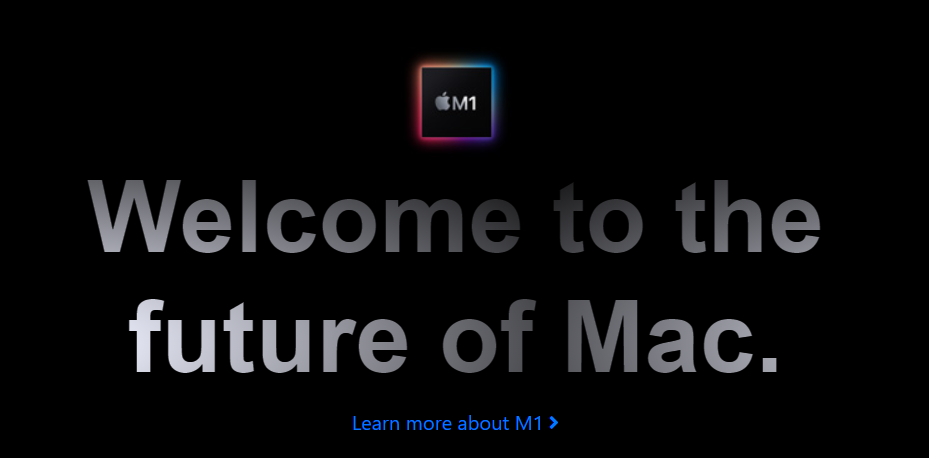 M1
Welcome to the
future of Mac.
Learn more about M1